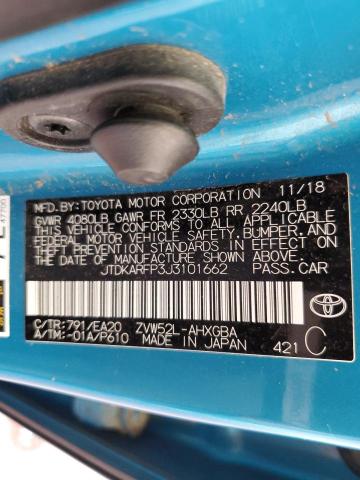 MFD.BY:TOYOTA MOTOR CORPORATION 11/18
GVWR 4080LB GAWR FR 2330LB RR 2240LB
THIS VEHICLE CONFORMS TO ALL APPLICABLE
FEDERAL MOTOR VEHICLE SAFETY,BUMPER,AND
THEFT PREVENTION STANDARDS IN EFFECT ON
THE DATE OF MANUFACTURE SHOWN ABOVE.
JTDKARFP3J3101662 PASS.CAR
C/TR:791/EA20 ZVW52L-AHXGBA
A/TM:-01A/P610 MADE IN JAPAN 421 C
TOYOTA
47700